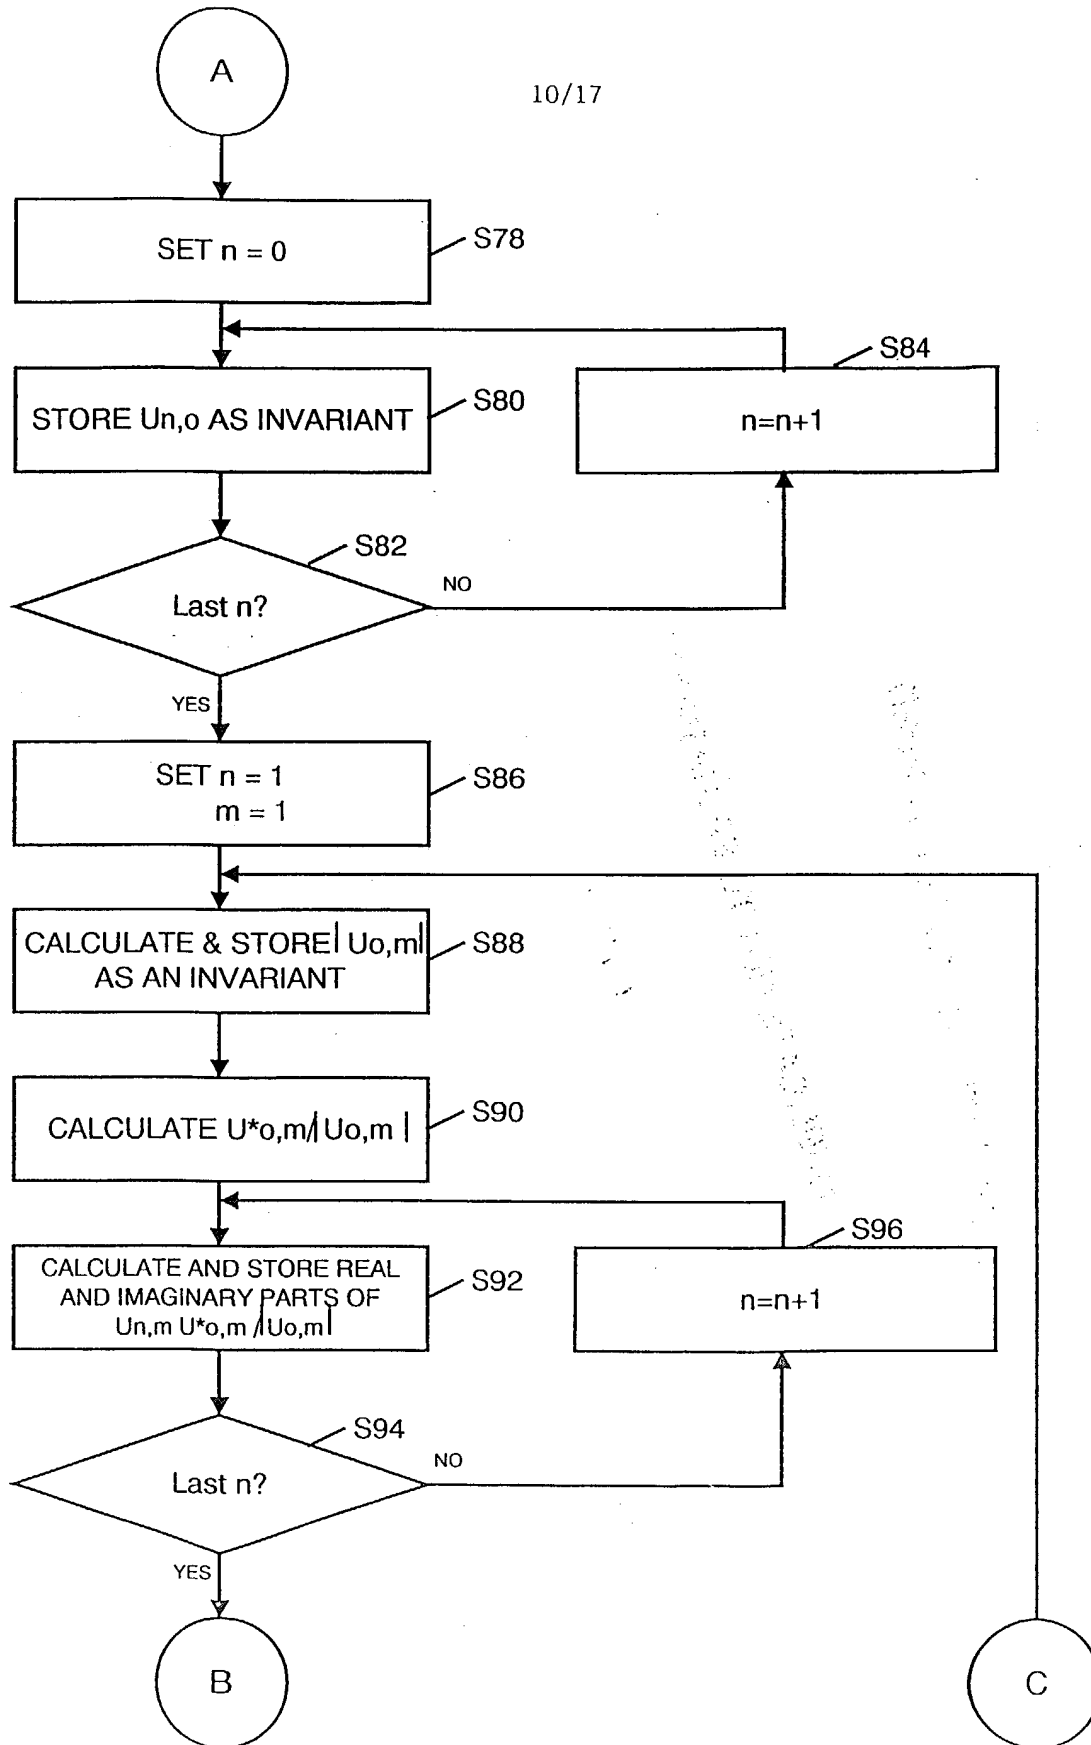 A
10/17
SET n = 0
S78
S84
STORE Un,o AS INVARIANT
S80
n=n+1
S82
Last n?
NO
YES
SET n = 1
m = 1
S86
CALCULATE & STORE| Uo,m|
AS AN INVARIANT
S88
CALCULATE U*o,m/|Uo,m |
S90
S96
CALCULATE AND STORE REAL
AND IMAGINARY PARTS OF
Un,m U*o,m /|Uo,m|
S92
n=n+1
S94
Last n?
NO
YES
B
C